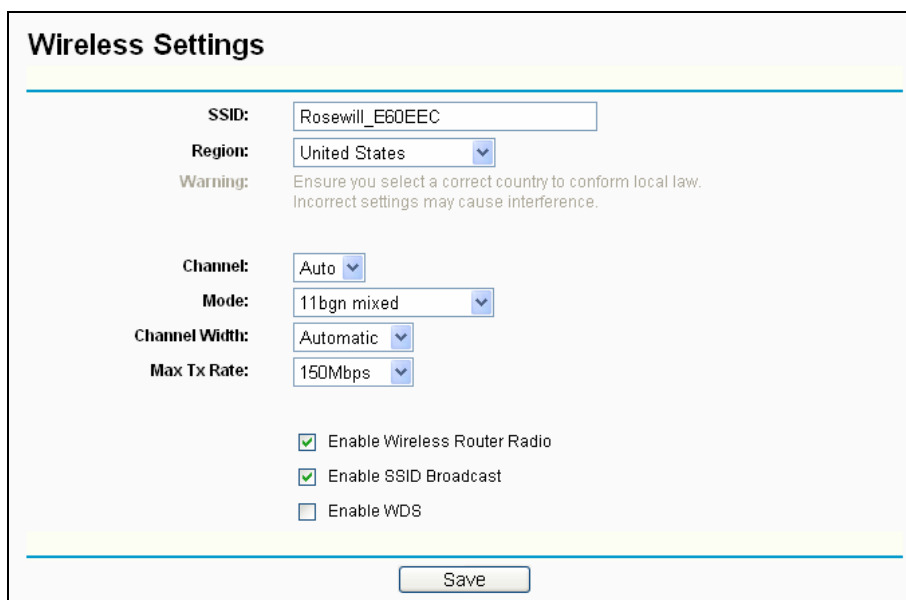 Wireless Settings
SSID: Rosewill_E60EEC
Region: United States
Warning: Ensure you select a correct country to conform local law.
Incorrect settings may cause interference.
Channel: Auto
Mode: 11bgn mixed
Channel Width: Automatic
Max Tx Rate: 150Mbps
Enable Wireless Router Radio
Enable SSID Broadcast
Enable WDS
Save